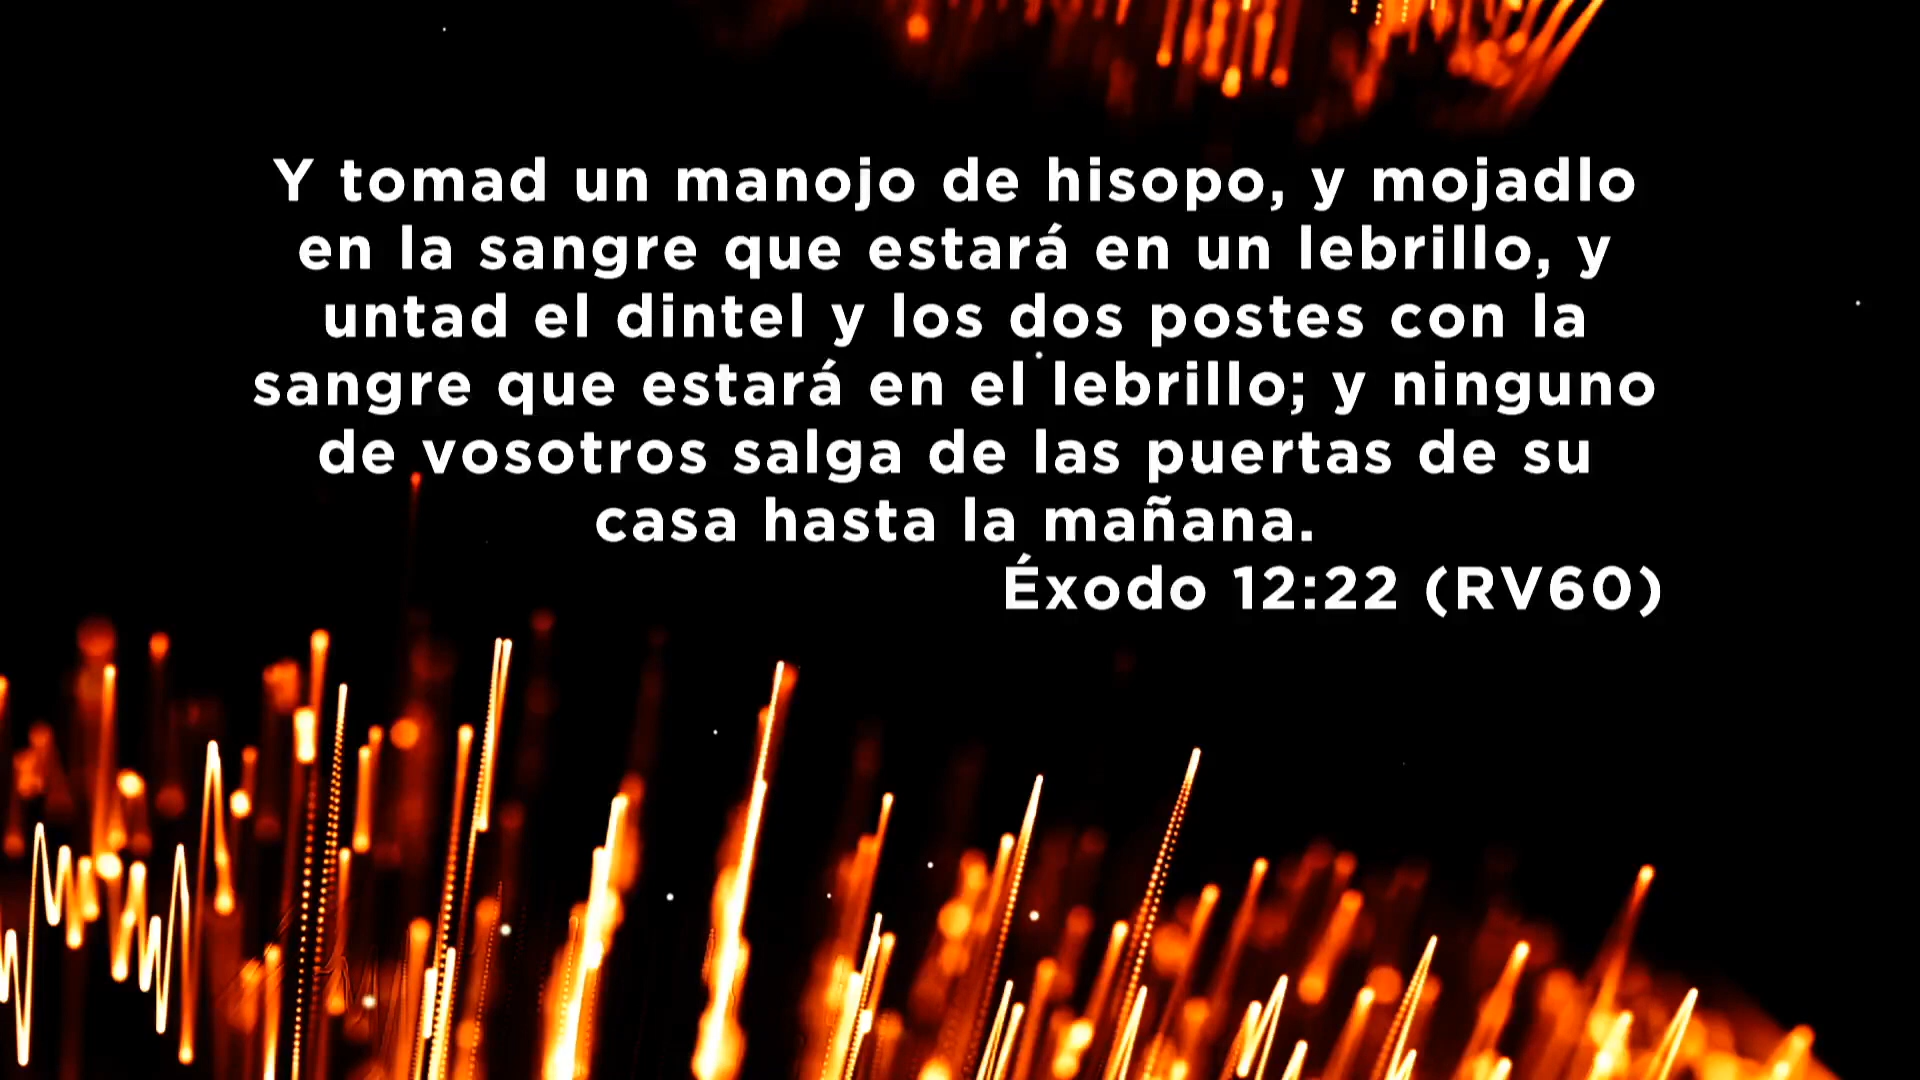 Y tomad un manojo de hisopo, y mojadlo
en la sangre que estará en un lebrillo, y
untad el dintel y los dos postes con la
sangre que estará en el lebrillo; y ninguno
de vosotros salga de las puertas de su
casa hasta la mañana.
Éxodo 12:22 (RV60)